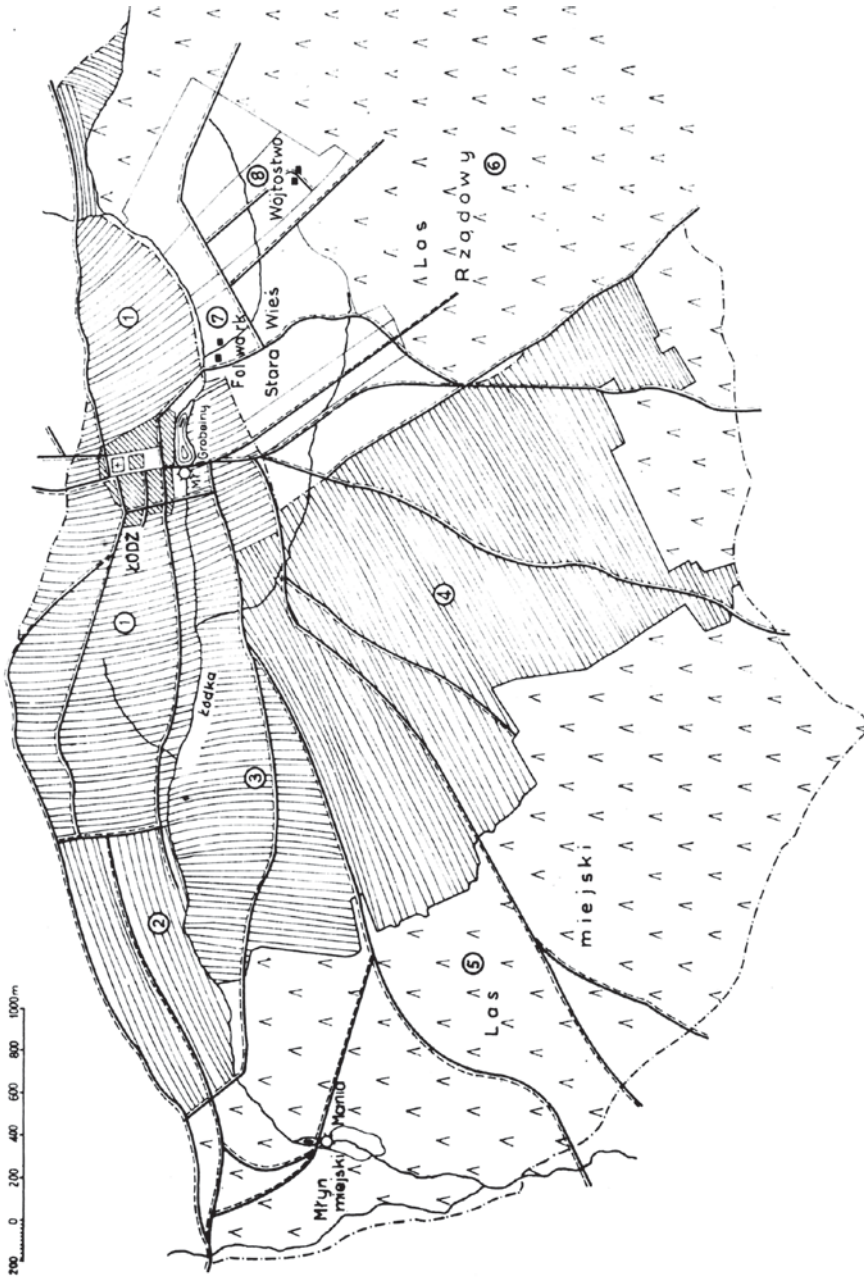 200 0 200 400 600 800 1000 m
Młyn
miejski
Mania
②
①
ŁÓDŹ
①
Łódka
③
Grobelny
Folwark
⑦
Stara Wieś
⑧
Wójtostwo
④
⑤
Las
miejski
Las
Rządowy
⑥